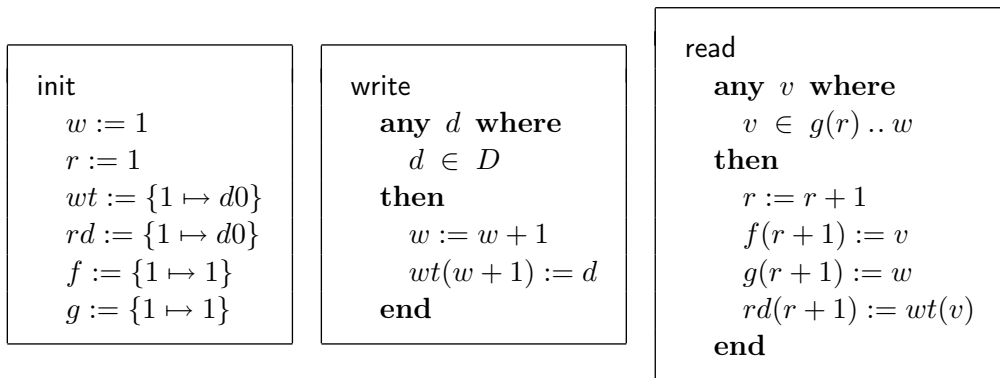 init
w := 1
r := 1
wt := {1 ↦ d0}
rd := {1 ↦ d0}
f := {1 ↦ 1}
g := {1 ↦ 1}
write
any d where
d ∈ D
then
w := w + 1
wt(w + 1) := d
end
read
any v where
v ∈ g(r) .. w
then
r := r + 1
f(r + 1) := v
g(r + 1) := w
rd(r + 1) := wt(v)
end